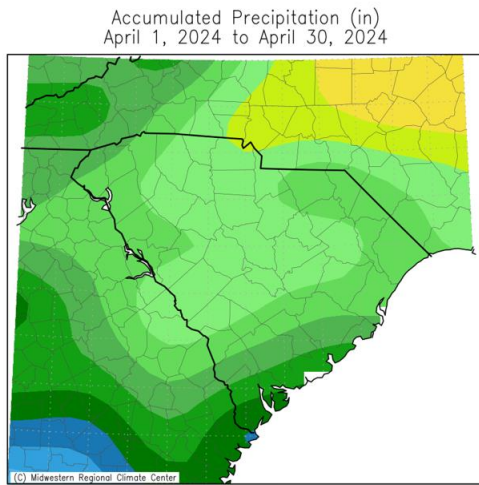 Accumulated Precipitation (in)
April 1, 2024 to April 30, 2024
(C) Midwestern Regional Climate Center